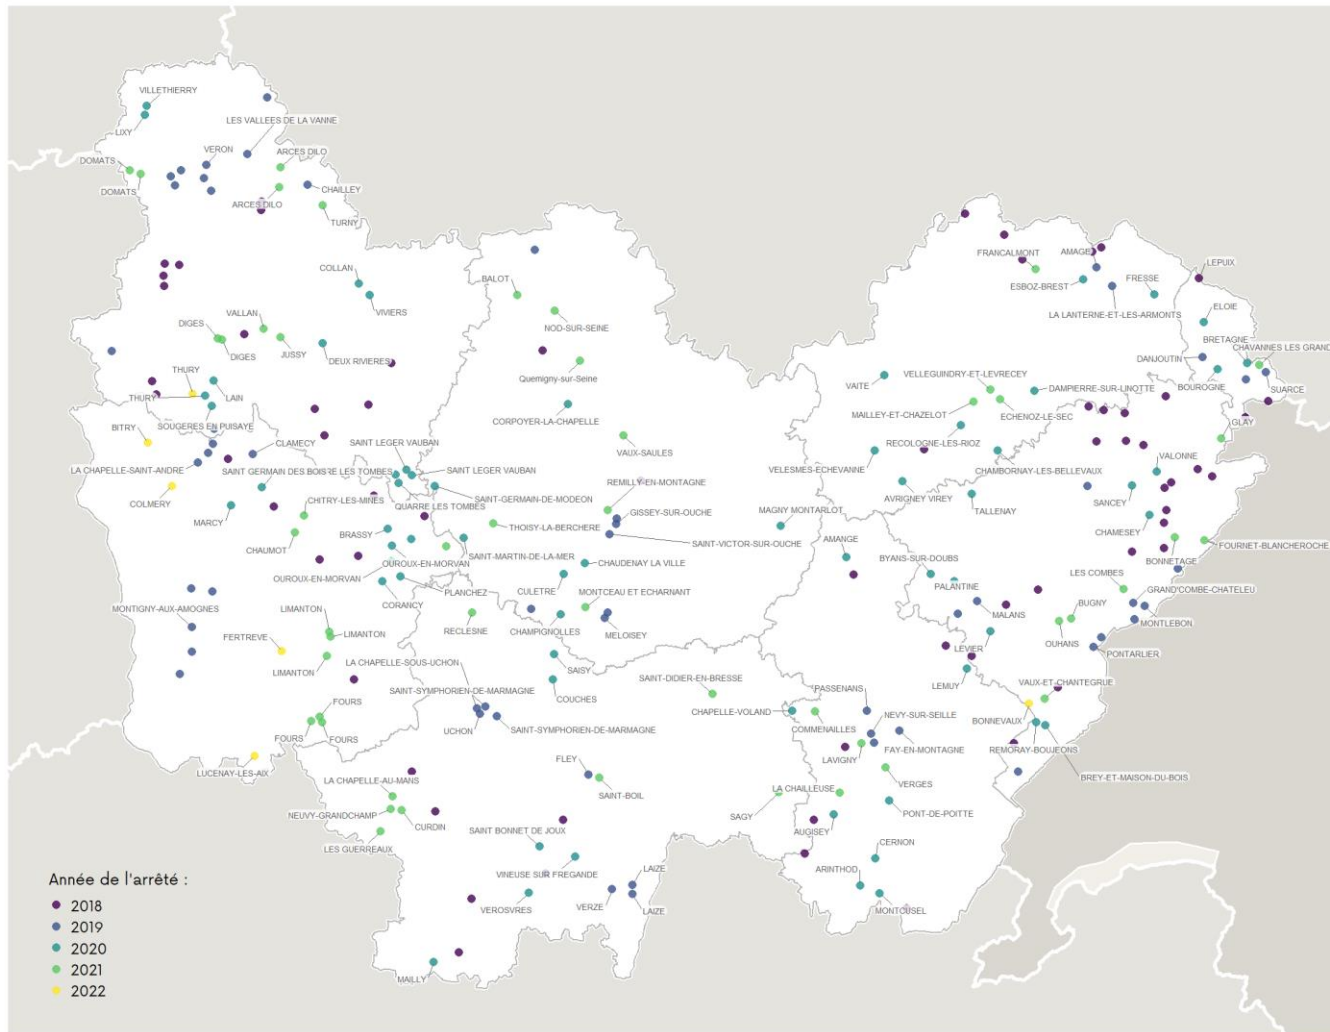 VILLETHIERRY
LIXY
LES VALLEES DE LA VANNE
VERON
ARCES DILO
DOMATS
DOMATS
CHAILLEY
ARCES DILO
TURNY
COLLAN
VIVIERS
BALOT
NOD-SUR-SEINE
VALLAN
DIGES
DIGES
JUSSY
DEUX RIVIERES
Quemigny-sur-Seine
THURY
THURY
LAIN
SOUGERES EN PUISAYE
BITRY
CLAMECY
CORPOYER-LA-CHAPELLE
VAUX-SAULES
LA CHAPELLE-SAINT-ANDRE
SAINT LEGER VAUBAN
SAINT GERMAIN DES BOIS
RE LES TOMBES
SAINT LEGER VAUBAN
COLMERY
CHITRY-LES-MINES
QUARRE LES TOMBES
SAINT-GERMAIN-DE-MODEON
REMILLY-EN-MONTAGNE
GISSEY-SUR-OUCHE
MARCY
BRASSY
THOISY-LA-BERCHERE
SAINT-VICTOR-SUR-OUCHE
CHAUMOT
SAINT-MARTIN-DE-LA-MER
OUROUX-EN-MORVAN
OUROUX-EN-MORVAN
CHAUDENAY LA VILLE
CULETRE
PLANCHEZ
CORANCY
MONTCEAU ET ECHARNANT
MONTIGNY-AUX-AMOGNES
LIMANTON
RECLESNE
CHAMPIGNOLLES
MELOISEY
FERTREVE
LIMANTON
LIMANTON
LA CHAPELLE-SOUS-UCHON
SAISY
SAINT-SYMPHORIEN-DE-MARMAGNE
COUCHES
SAINT-DIDIER-EN-BRESSE
FOURS
UCHON
SAINT-SYMPHORIEN-DE-MARMAGNE
FOURS
FOURS
LUCENAY-LES-AIX
LA CHAPELLE-AU-MANS
FLEY
SAINT-BOIL
NEUVY-GRANDCHAMP
CURDIN
LES GUERREAUX
SAINT BONNET DE JOUX
VINEUSE SUR FREGANDE
LAIZE
VEROSVRES
VERZE
LAIZE
MAILLY
FRANCALMONT
AMAGE
LEPUIX
ESBOZ-BREST
FRESSE
LA LANTERNE-ET-LES-ARMONTS
ELOIE
BRETAGNE
CHAVANNES LES GRAND
DANJOUTIN
BOUROGNE
SUARCE
VAITE
VELLEGUINDRY-ET-LEVRECEY
DAMPIERRE-SUR-LINOTTE
MAILLEY-ET-CHAZELOT
ECHENOZ-LE-SEC
GLAY
RECOLOGNE-LES-RIOZ
VELESMES-ECHEVANNE
CHAMBORNAY-LES-BELLEVAUX
VALONNE
AVRIGNEY VIREY
TALLENAY
SANCEY
MAGNY MONTARLOT
CHAMESEY
AMANGE
FOURNET-BLANCHEROCHE
BYANS-SUR-DOUBS
BONNETAGE
LES COMBES
PALANTINE
GRAND'COMBE-CHATELEU
MALANS
BUGNY
MONTLEBON
LEVIER
OUHANS
PONTARLIER
LEMUY
VAUX-ET-CHANTEGRUE
PASSENANS
CHAPELLE-VOLAND
NEVY-SUR-SEILLE
COMMENAILLES
BONNEVAUX
FAY-EN-MONTAGNE
REMORAY-BOUJEONS
LAVIGNY
BREY-ET-MAISON-DU-BOIS
VERGES
LA CHAILLEUSE
SAGY
PONT-DE-POITTE
AUGISEY
CERNON
ARINTHOD
MONTCUSEL
Année de l'arrêté :
2018
2019
2020
2021
2022